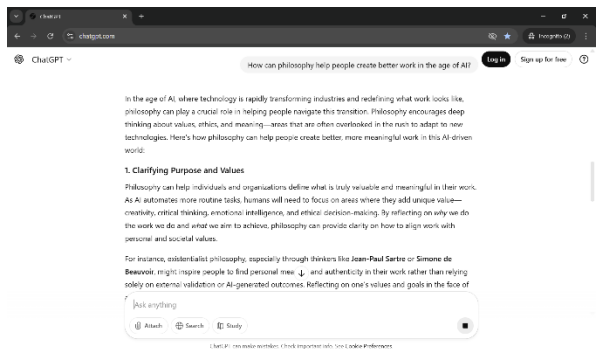 chatgpt
chatgpt.com
Incognito (2)
ChatGPT
Log in
Sign up for free
How can philosophy help people create better work in the age of AI?
In the age of AI, where technology is rapidly transforming industries and redefining what work looks like,
philosophy can play a crucial role in helping people navigate this transition. Philosophy encourages deep
thinking about values, ethics, and meaning—areas that are often overlooked in the rush to adapt to new
technologies. Here's how philosophy can help people create better, more meaningful work in this AI-driven
world:
1. Clarifying Purpose and Values
Philosophy can help individuals and organizations define what is truly valuable and meaningful in their work.
As AI automates more routine tasks, humans will need to focus on areas where they add unique value—
creativity, critical thinking, emotional intelligence, and ethical decision-making. By reflecting on why we do
the work we do and what we aim to achieve, philosophy can provide clarity on how to align work with
personal and societal values.
For instance, existentialist philosophy, especially through thinkers like Jean-Paul Sartre or Simone de
Beauvoir, might inspire people to find personal mea and authenticity in their work rather than relying
solely on external validation or AI-generated outcomes. Reflecting on one's values and goals in the face of
Ask anything
Attach
Search
Study
ChatGPT can make mistakes. Check important info. See Cookie Preferences.